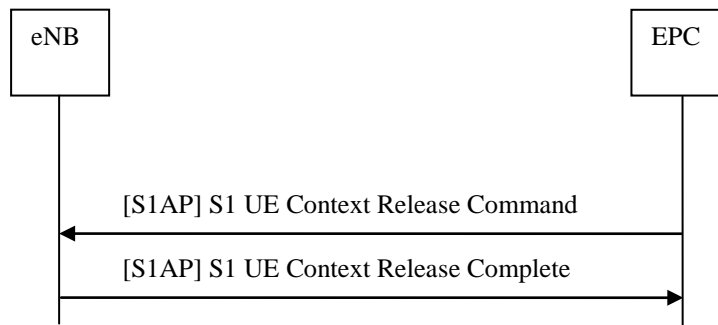 eNB
EPC
[S1AP] S1 UE Context Release Command
[S1AP] S1 UE Context Release Complete